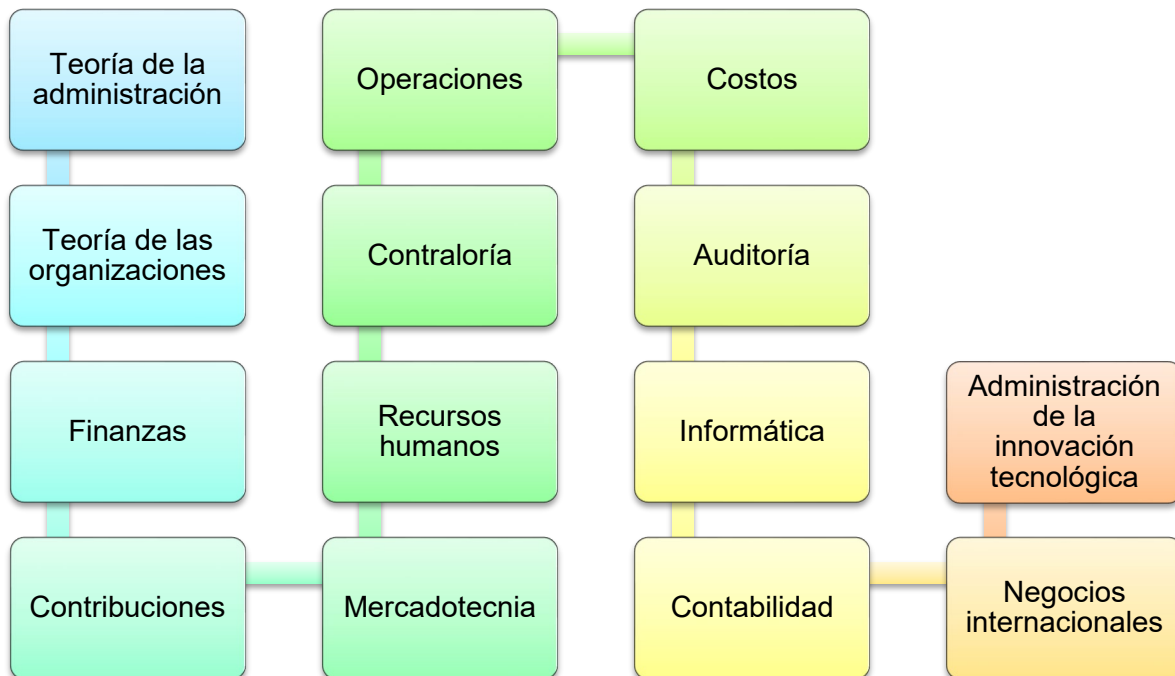 Teoría de la
administración
Teoría de las
organizaciones
Finanzas
Contribuciones
Mercadotecnia
Recursos
humanos
Contraloría
Operaciones
Costos
Auditoría
Informática
Contabilidad
Negocios
internacionales
Administración
de la
innovación
tecnológica